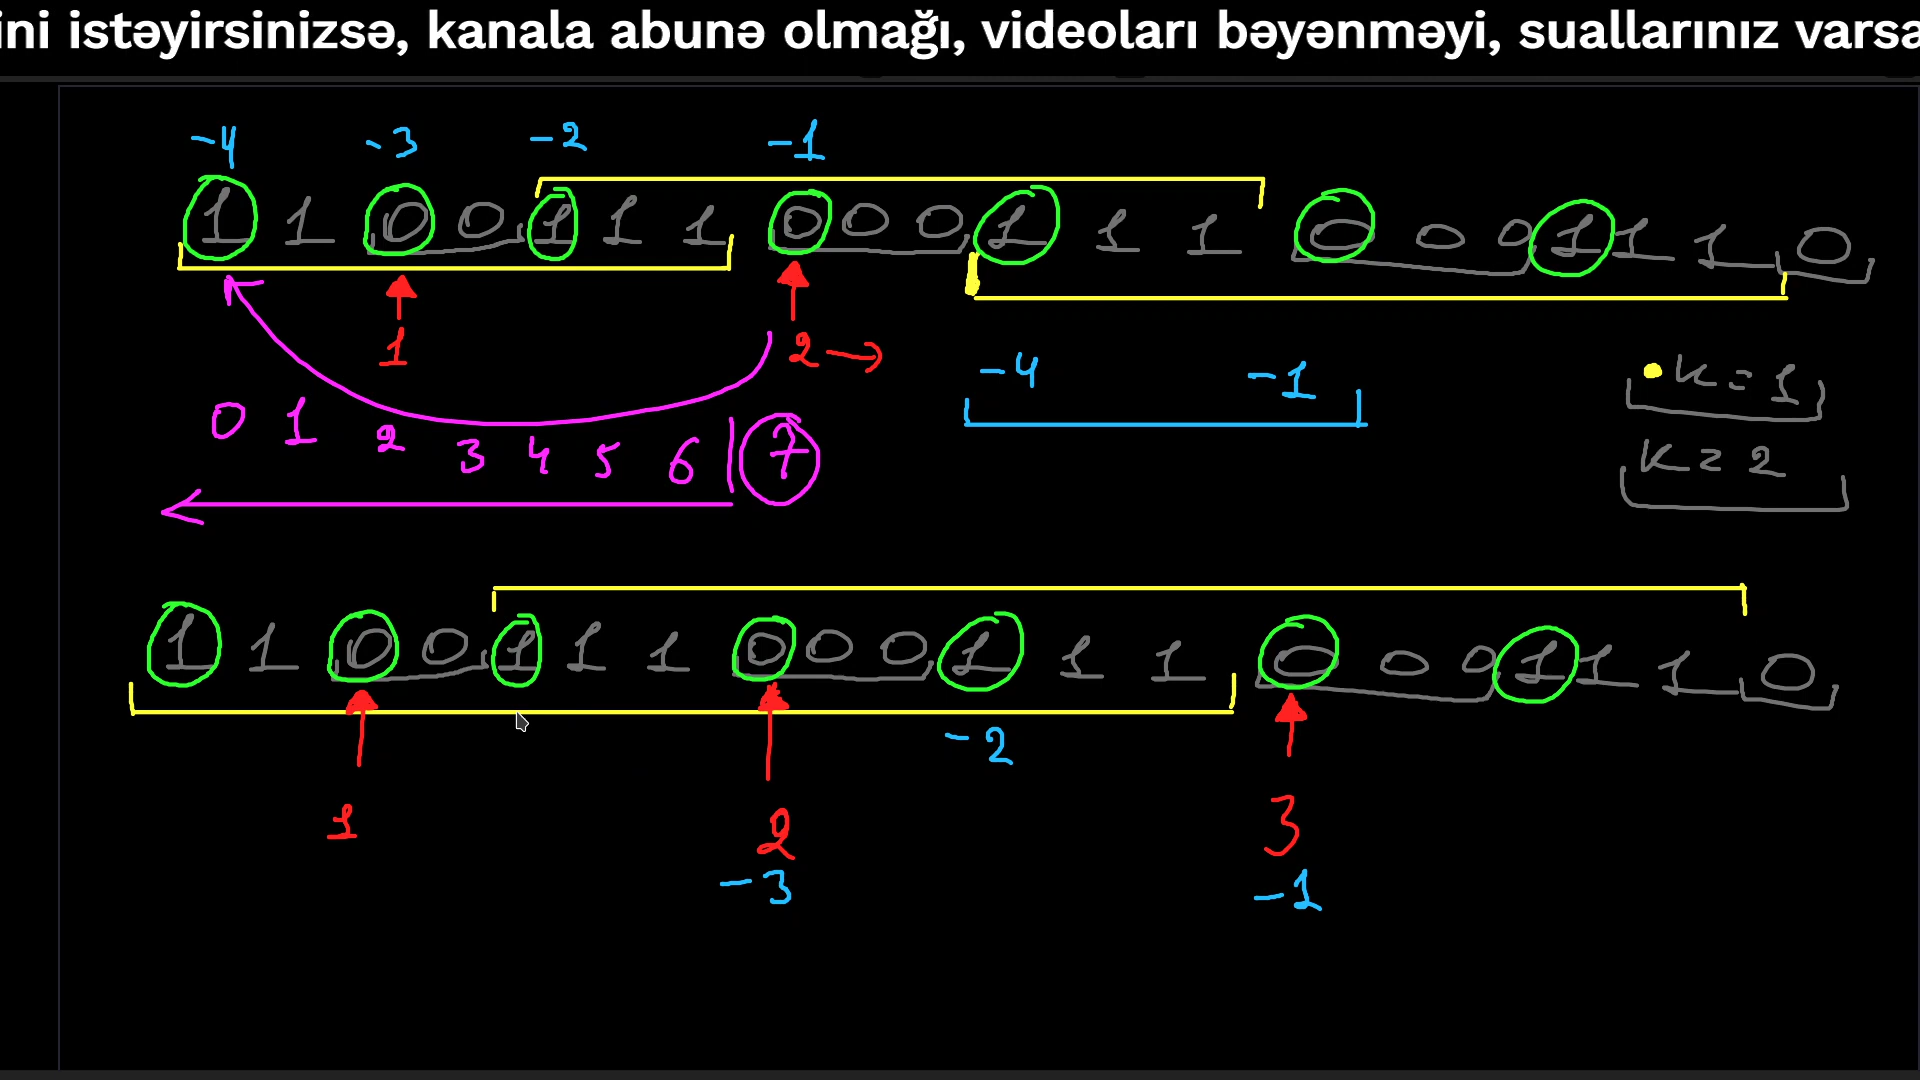 ini istəyirsinizsə, kanala abunə olmağı, videoları bəyənməyi, suallarınız varsa
-4 -3 -2 -1
1 1 0 0 1 1 1 0 0 0 1 1 1 0 0 0 1 1 1 0
1 2 → -4 -1 k = 1
0 1 2 3 4 5 6 | 7 k = 2
1 1 0 0 1 1 1 0 0 0 1 1 1 0 0 0 1 1 1 0
-2
1 2 3
-3 -1